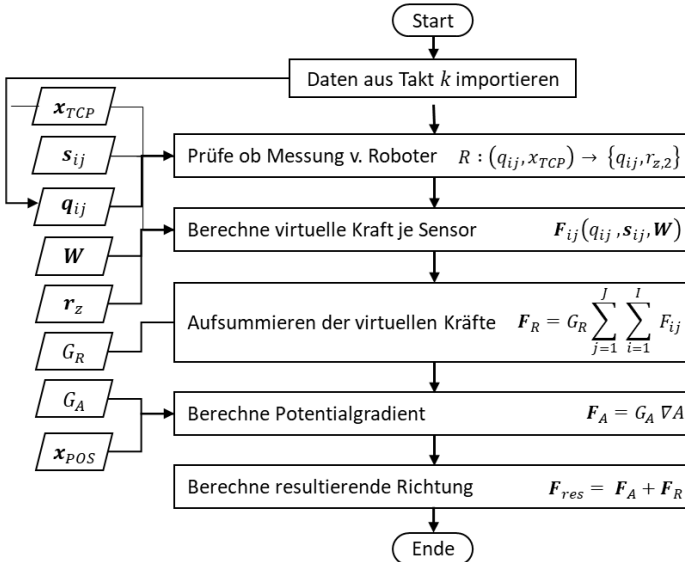 Start
Daten aus Takt k importieren
x_TCP
s_ij
q_ij
W
r_z
G_R
G_A
x_POS
Prüfe ob Messung v. Roboter R : (q_ij, x_TCP) → {q_ij, r_z,2}
Berechne virtuelle Kraft je Sensor F_ij(q_ij, s_ij, W)
Aufsummieren der virtuellen Kräfte F_R = G_R ∑_{j=1}^{J} ∑_{i=1}^{I} F_ij
Berechne Potentialgradient F_A = G_A ∇A
Berechne resultierende Richtung F_res = F_A + F_R
Ende